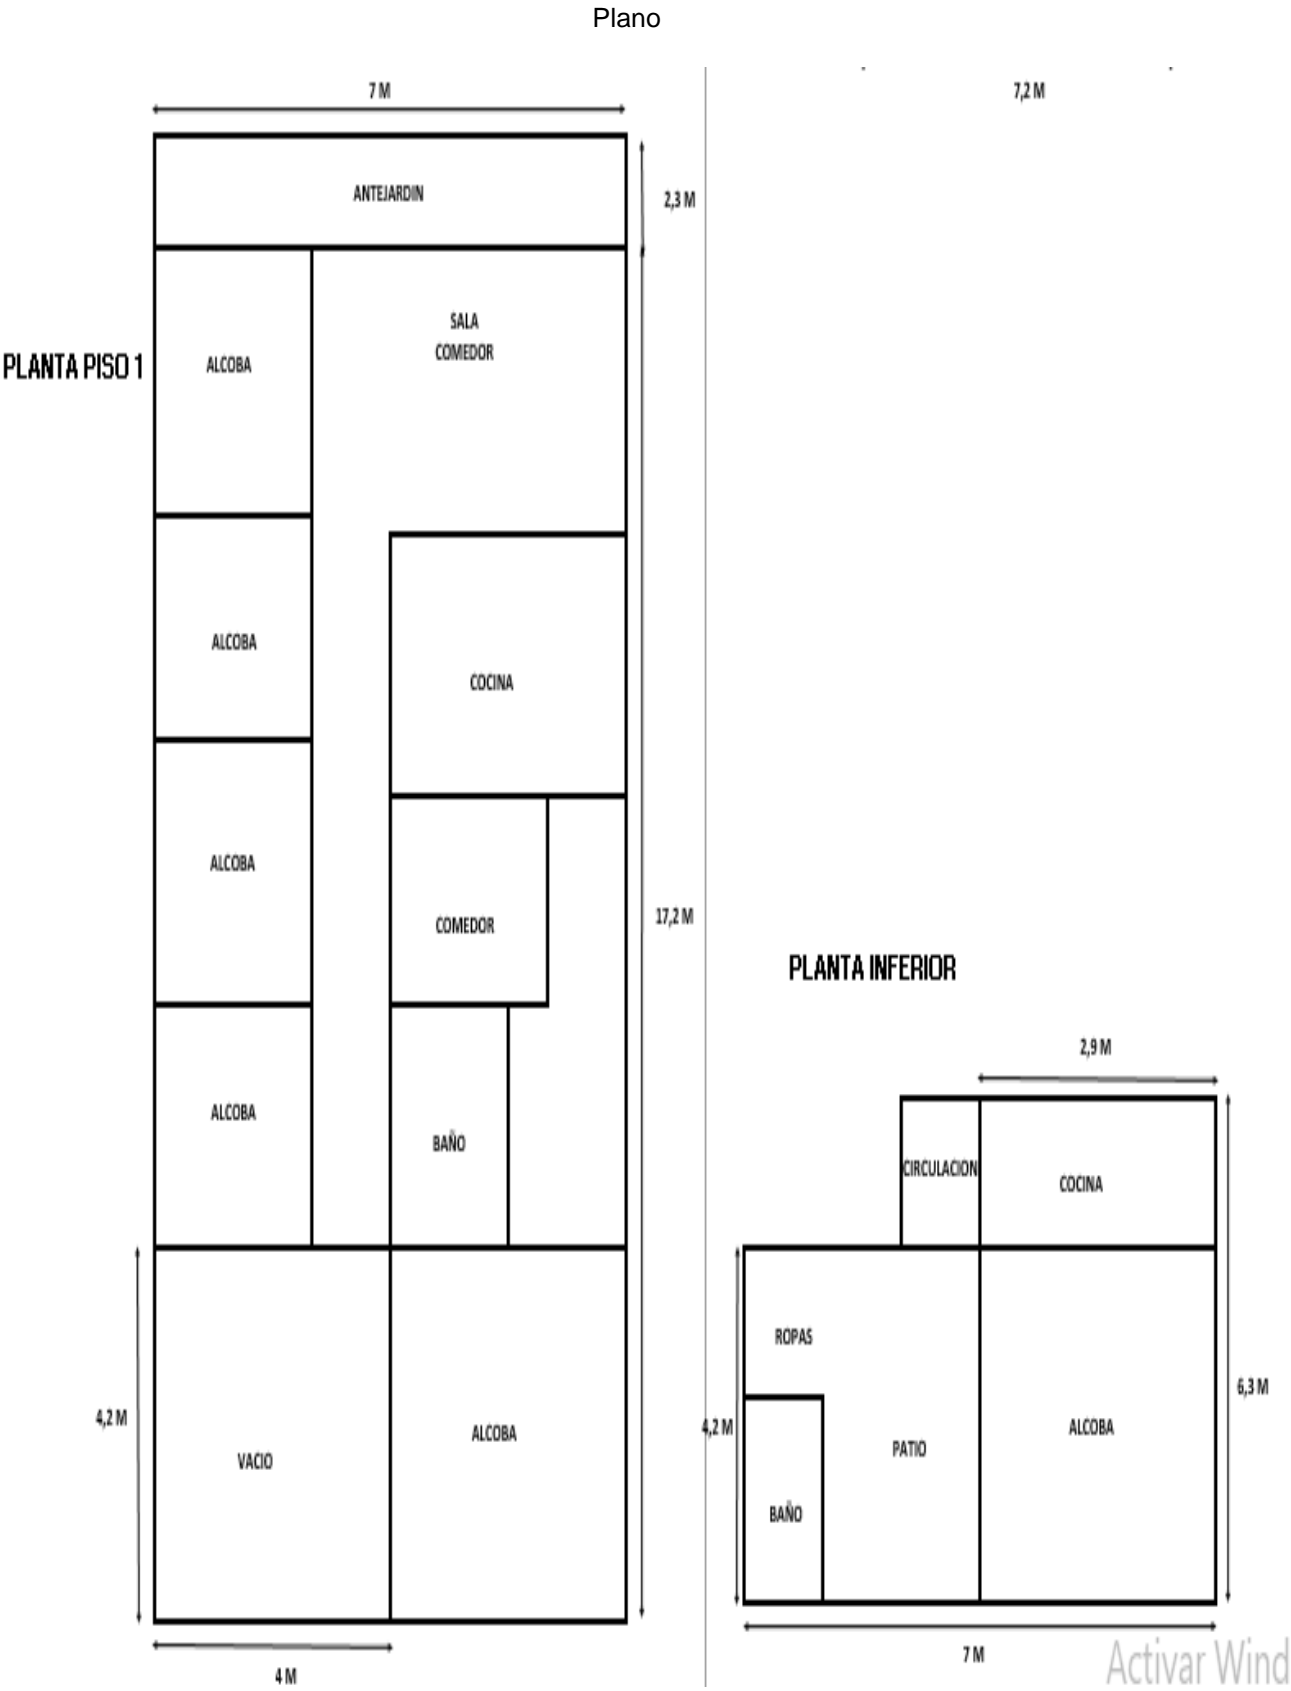 Plano
7 M
7,2 M
ANTEJARDIN
2,3 M
SALA
COMEDOR
PLANTA PISO 1
ALCOBA
ALCOBA
COCINA
ALCOBA
COMEDOR
17,2 M
PLANTA INFERIOR
2,9 M
ALCOBA
BAÑO
CIRCULACION
COCINA
ROPAS
6,3 M
4,2 M
VACIO
ALCOBA
4,2 M
PATIO
ALCOBA
BAÑO
4 M
7 M
Activar Wind